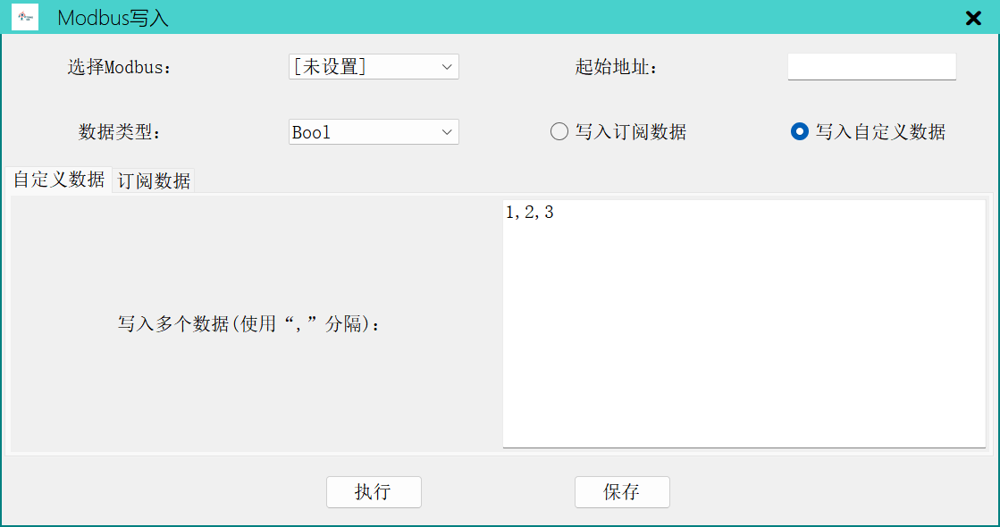 Modbus写入
选择Modbus: [未设置] 起始地址:
数据类型: Bool 写入订阅数据 写入自定义数据
自定义数据 订阅数据
1,2,3
写入多个数据(使用“,”分隔):
执行 保存